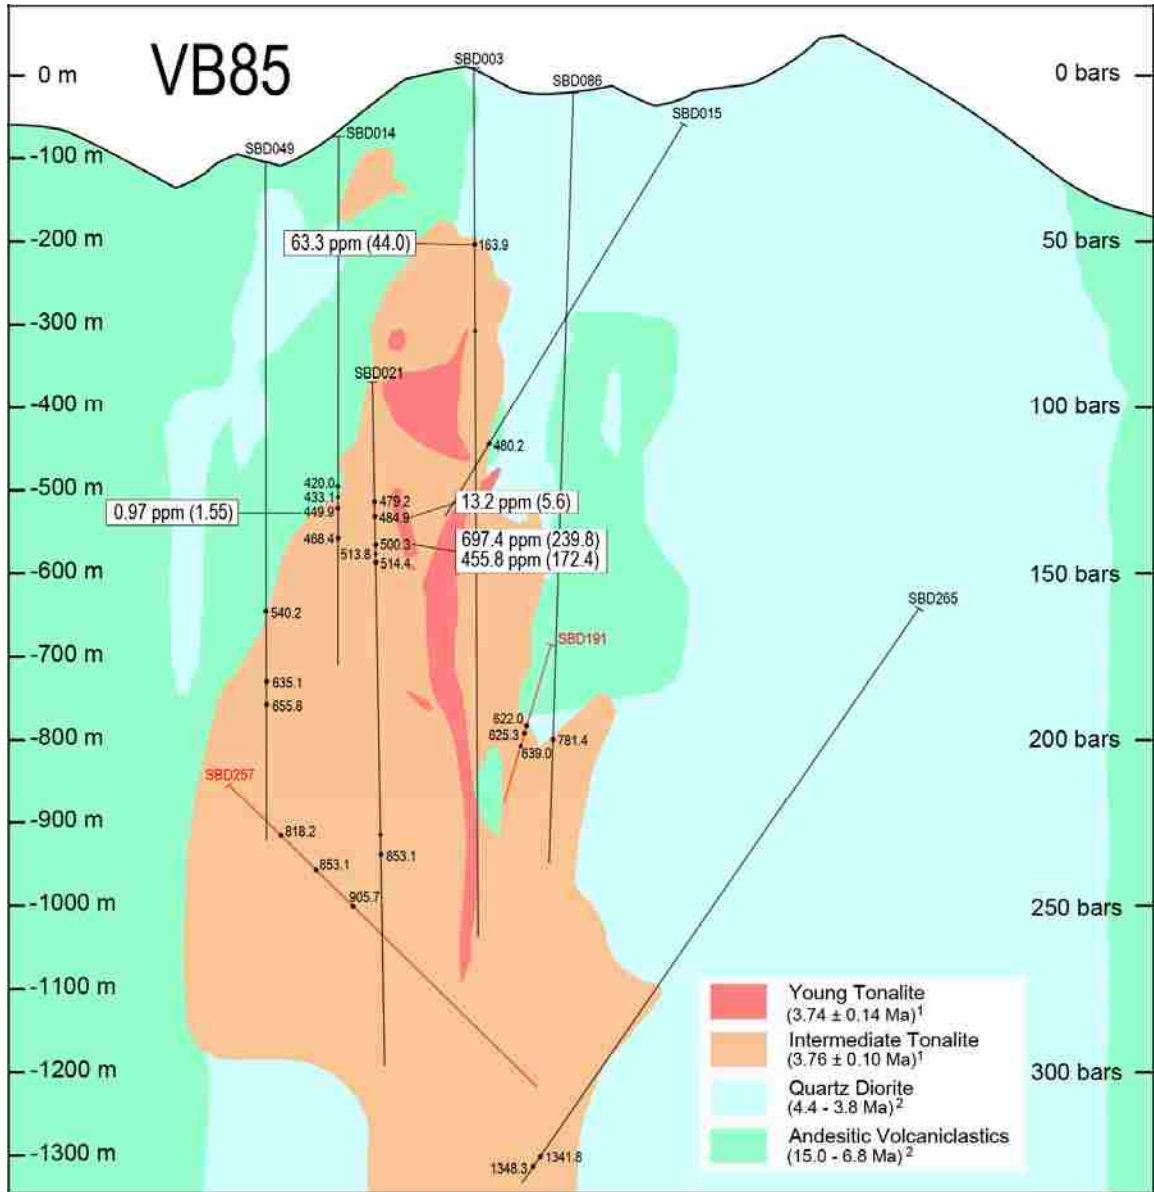 VB85
SBD003
0 m
0 bars
SBD086
SBD015
SBD014
SBD049
-100 m
63.3 ppm (44.0)
163.9
-200 m
50 bars
-300 m
SBD021
-400 m
100 bars
480.2
420.0
-500 m
433.1
479.2
13.2 ppm (5.6)
0.97 ppm (1.55)
449.9
484.9
468.4
500.3
697.4 ppm (239.8)
455.8 ppm (172.4)
513.8
514.4
-600 m
150 bars
SBD265
540.2
SBD191
-700 m
635.1
655.8
622.0
625.3
639.0
781.4
-800 m
200 bars
SBD257
-900 m
818.2
853.1
853.1
905.7
-1000 m
250 bars
-1100 m
Young Tonalite
(3.74 ± 0.14 Ma)¹
Intermediate Tonalite
(3.76 ± 0.10 Ma)¹
-1200 m
300 bars
Quartz Diorite
(4.4 - 3.8 Ma)²
Andesitic Volcaniclastics
(15.0 - 6.8 Ma)²
-1300 m
1341.8
1348.3